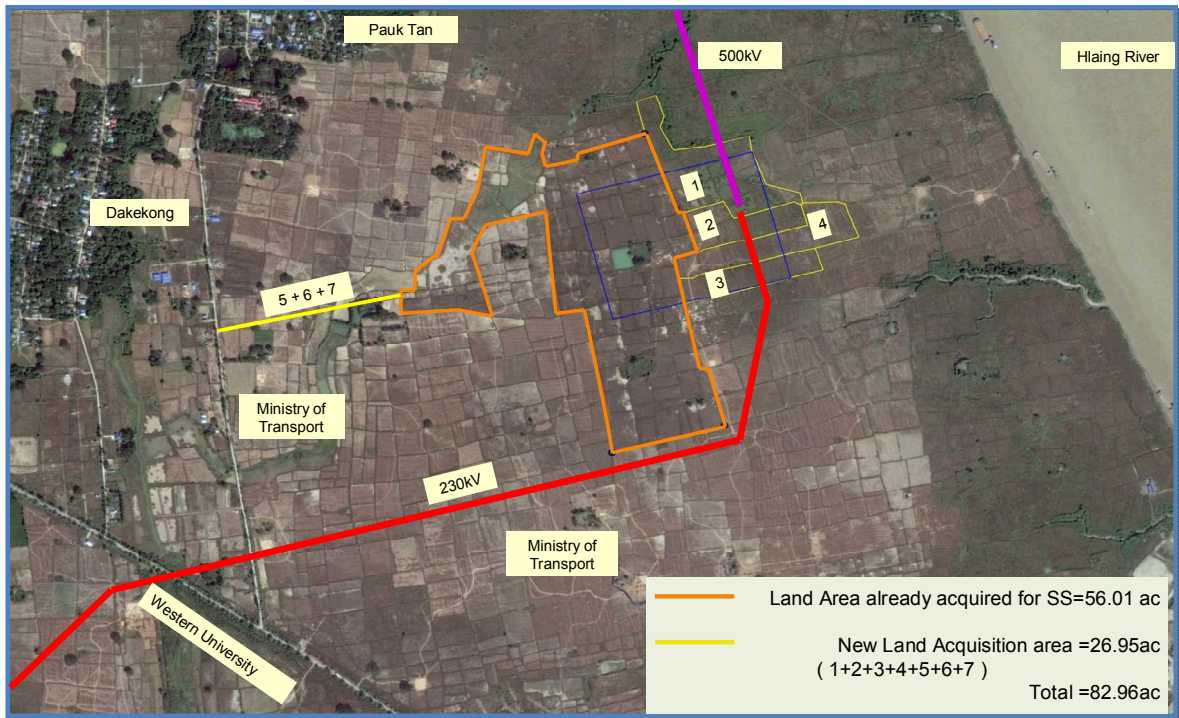 Pauk Tan
500kV
Hlaing River
1
Dakekong
2
4
3
5 + 6 + 7
Ministry of
Transport
230kV
Ministry of
Transport
Western University
Land Area already acquired for SS=56.01 ac
New Land Acquisition area =26.95ac
( 1+2+3+4+5+6+7 )
Total =82.96ac